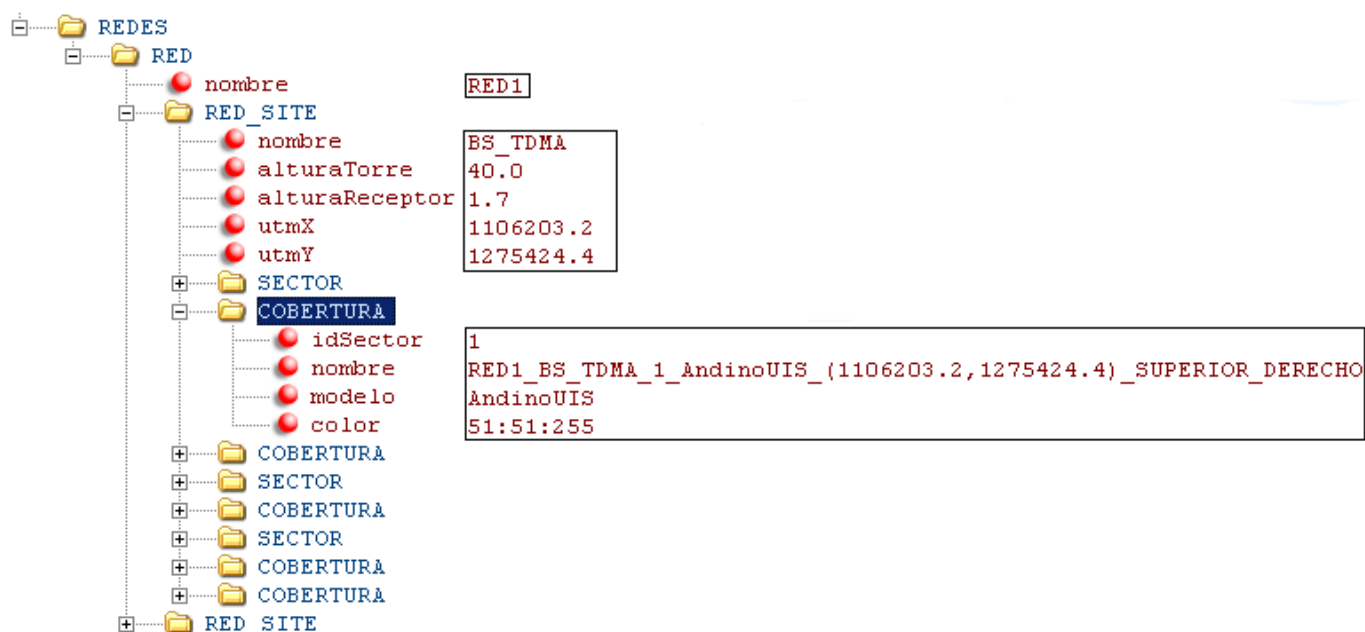 REDES
RED
nombre RED1
RED_SITE
nombre BS_TDMA
alturaTorre 40.0
alturaReceptor 1.7
utmX 1106203.2
utmY 1275424.4
SECTOR
COBERTURA
idSector 1
nombre RED1_BS_TDMA_1_AndinoUIS_(1106203.2,1275424.4)_SUPERIOR_DERECHO
modelo AndinoUIS
color 51:51:255
COBERTURA
SECTOR
COBERTURA
SECTOR
COBERTURA
COBERTURA
RED_SITE